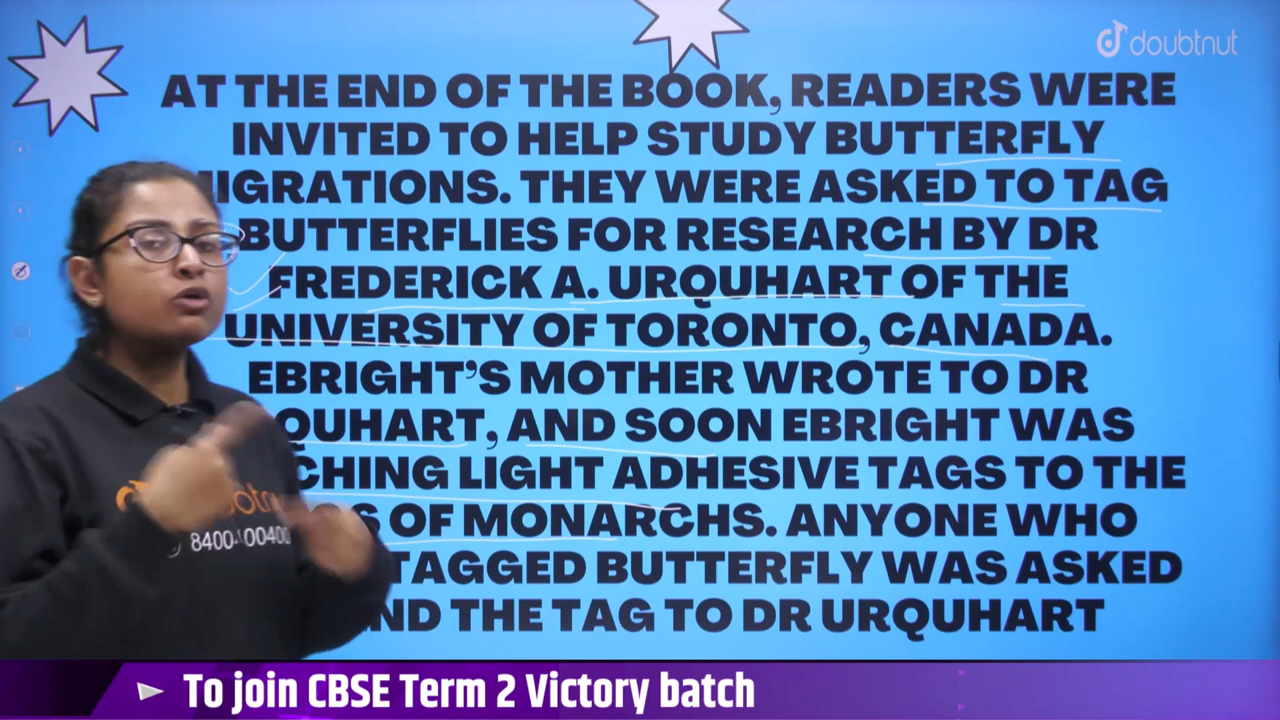 doubtnut
AT THE END OF THE BOOK, READERS WERE
INVITED TO HELP STUDY BUTTERFLY
IGRATIONS. THEY WERE ASKED TO TAG
BUTTERFLIES FOR RESEARCH BY DR
FREDERICK A. URQUHART OF THE
UNIVERSITY OF TORONTO, CANADA.
EBRIGHT'S MOTHER WROTE TO DR
QUHART, AND SOON EBRIGHT WAS
CHING LIGHT ADHESIVE TAGS TO THE
S OF MONARCHS. ANYONE WHO
TAGGED BUTTERFLY WAS ASKED
ND THE TAG TO DR URQUHART
To join CBSE Term 2 Victory batch